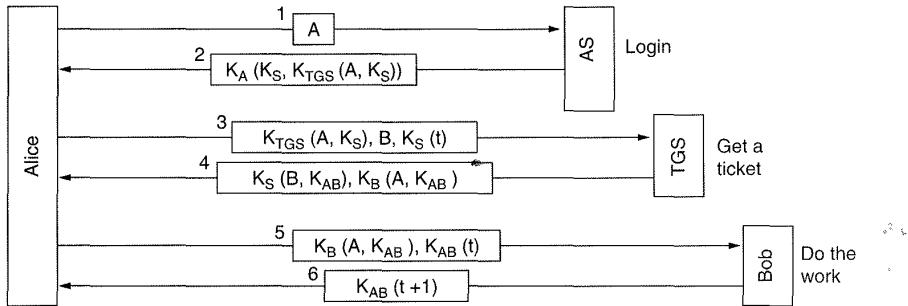 1
A
AS
Login
2
K_A (K_S, K_TGS (A, K_S))
Alice
3
K_TGS (A, K_S), B, K_S (t)
TGS
Get a
ticket
4
K_S (B, K_AB), K_B (A, K_AB )
5
K_B (A, K_AB ), K_AB (t)
Bob
Do the
work
6
K_AB (t +1)